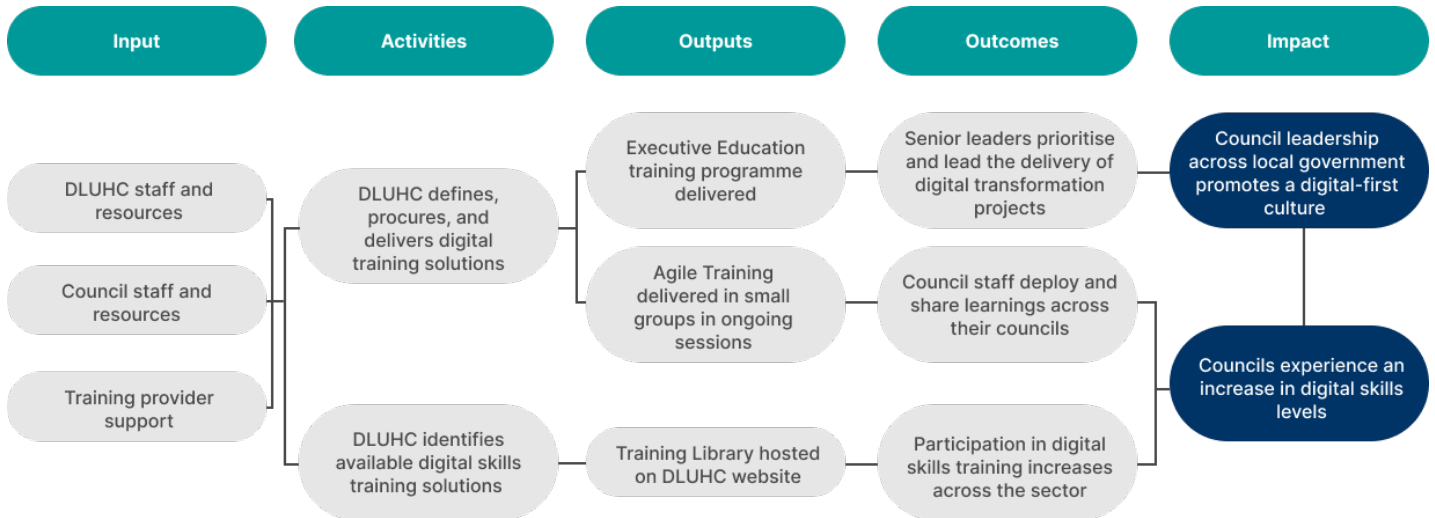 Input
Activities
Outputs
Outcomes
Impact
DLUHC staff and
resources
Council staff and
resources
Training provider
support
DLUHC defines,
procures, and
delivers digital
training solutions
DLUHC identifies
available digital skills
training solutions
Executive Education
training programme
delivered
Agile Training
delivered in small
groups in ongoing
sessions
Training Library hosted
on DLUHC website
Senior leaders prioritise
and lead the delivery of
digital transformation
projects
Council staff deploy and
share learnings across
their councils
Participation in digital
skills training increases
across the sector
Council leadership
across local government
promotes a digital-first
culture
Councils experience an
increase in digital skills
levels